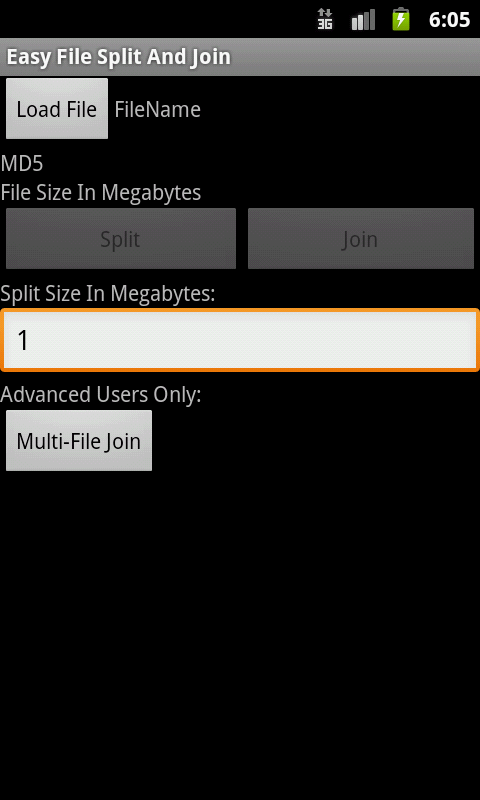 3G 6:05
Easy File Split And Join
Load File FileName
MD5
File Size In Megabytes
Split Join
Split Size In Megabytes:
1
Advanced Users Only:
Multi-File Join